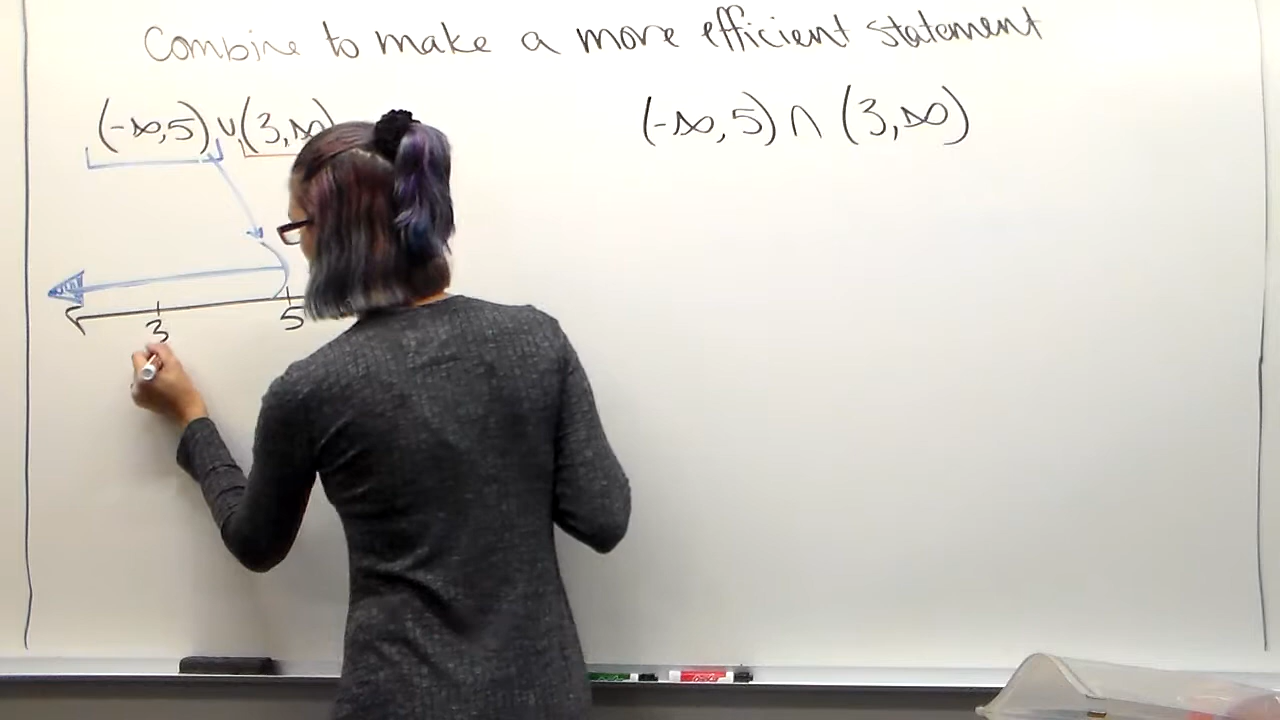 Combine to make a more efficient statement
(-∞,5)∪(3,∞)
(-∞,5)∩(3,∞)
3 5